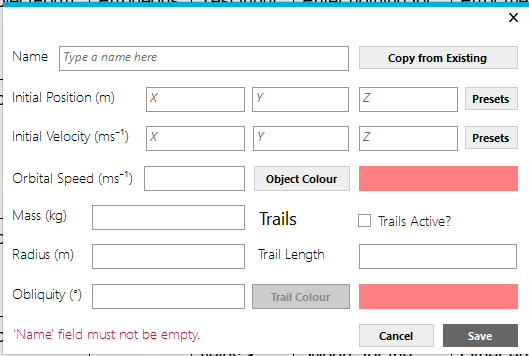 Name Type a name here Copy from Existing
Initial Position (m) X Y Z Presets
Initial Velocity (ms⁻¹) X Y Z Presets
Orbital Speed (ms⁻¹) Object Colour
Mass (kg) Trails Trails Active?
Radius (m) Trail Length
Obliquity (°) Trail Colour
'Name' field must not be empty. Cancel Save